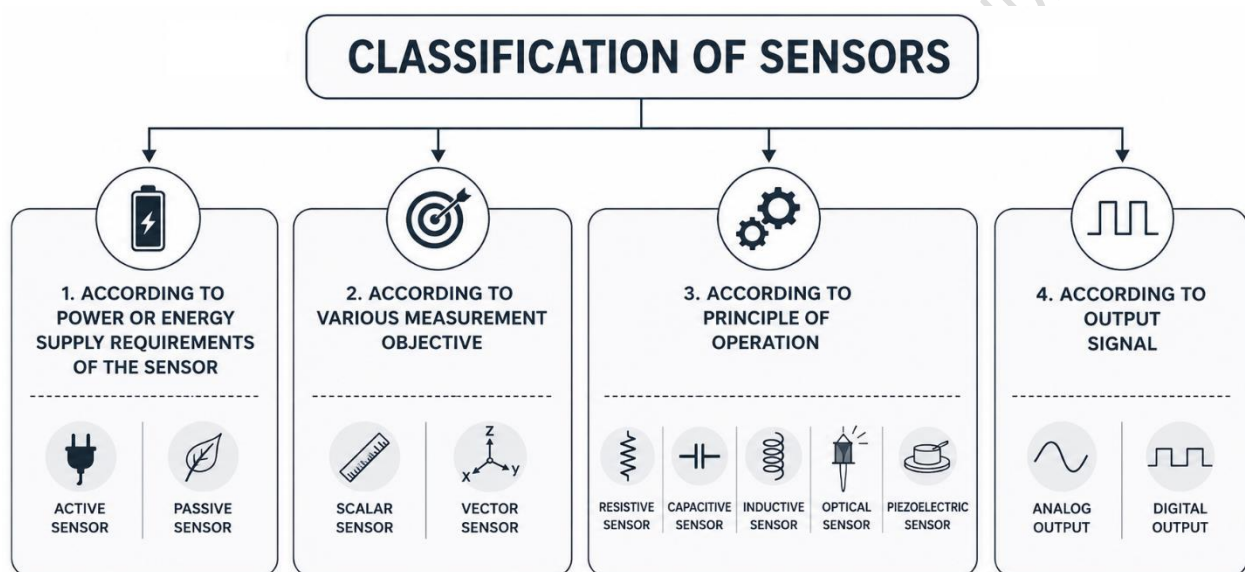 CLASSIFICATION OF SENSORS
1. ACCORDING TO
POWER OR ENERGY
SUPPLY REQUIREMENTS
OF THE SENSOR
ACTIVE
SENSOR
PASSIVE
SENSOR
2. ACCORDING TO
VARIOUS MEASUREMENT
OBJECTIVE
SCALAR
SENSOR
Z
X
y
VECTOR
SENSOR
3. ACCORDING TO
PRINCIPLE OF
OPERATION
RESISTIVE
SENSOR
CAPACITIVE
SENSOR
INDUCTIVE
SENSOR
OPTICAL
SENSOR
PIEZOELECTRIC
SENSOR
4. ACCORDING TO
OUTPUT
SIGNAL
ANALOG
OUTPUT
DIGITAL
OUTPUT